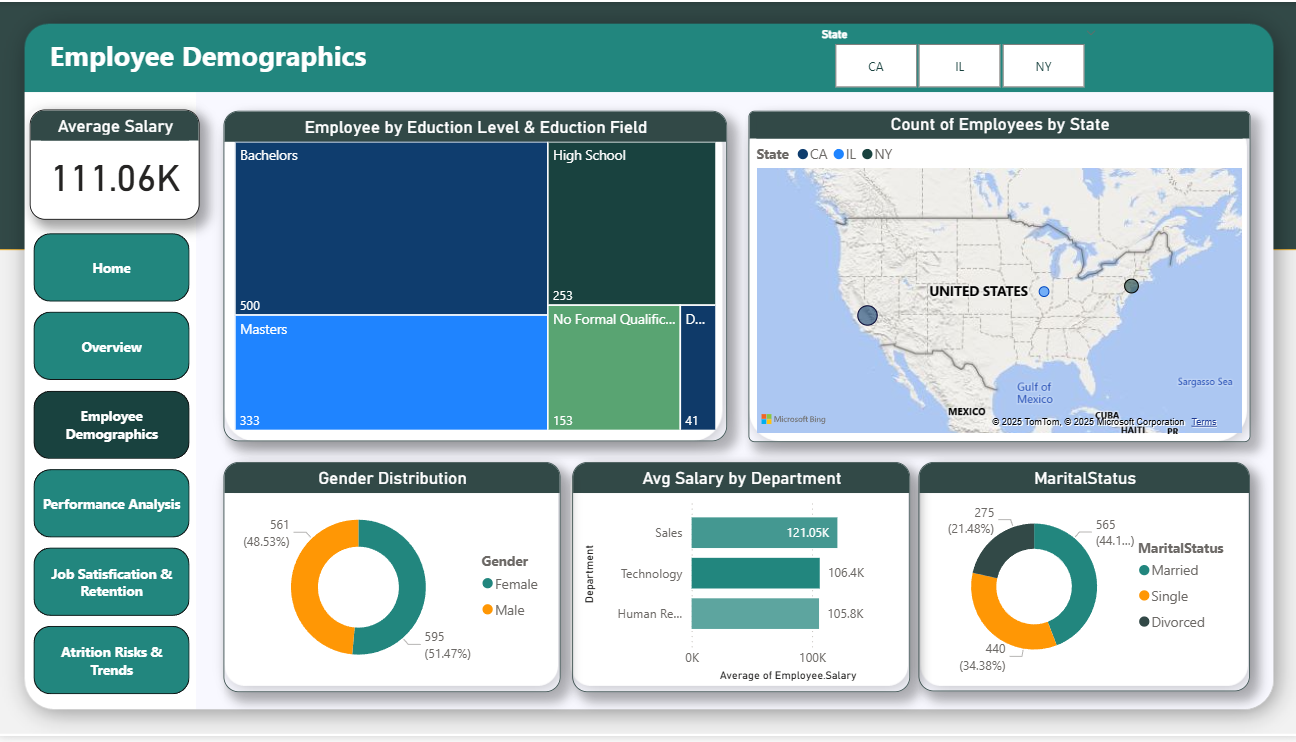 Employee Demographics
State
CA
IL
NY
Average Salary
111.06K
Home
Overview
Employee
Demographics
Performance Analysis
Job Satisfication &
Retention
Atrition Risks &
Trends
Employee by Eduction Level & Eduction Field
Bachelors
500
Masters
333
High School
253
No Formal Qualific...
153
D...
41
Count of Employees by State
State CA IL NY
UNITED STATES
MEXICO
Gulf of
Mexico
Sargasso Sea
CUBA
HAITI
PR
Microsoft Bing
© 2025 TomTom, © 2025 Microsoft Corporation Terms
Gender Distribution
561
(48.53%)
595
(51.47%)
Gender
Female
Male
Avg Salary by Department
Department
Sales
121.05K
Technology
106.4K
Human Re...
105.8K
0K
100K
Average of Employee.Salary
MaritalStatus
275
(21.48%)
565
(44.1...)
440
(34.38%)
MaritalStatus
Married
Single
Divorced